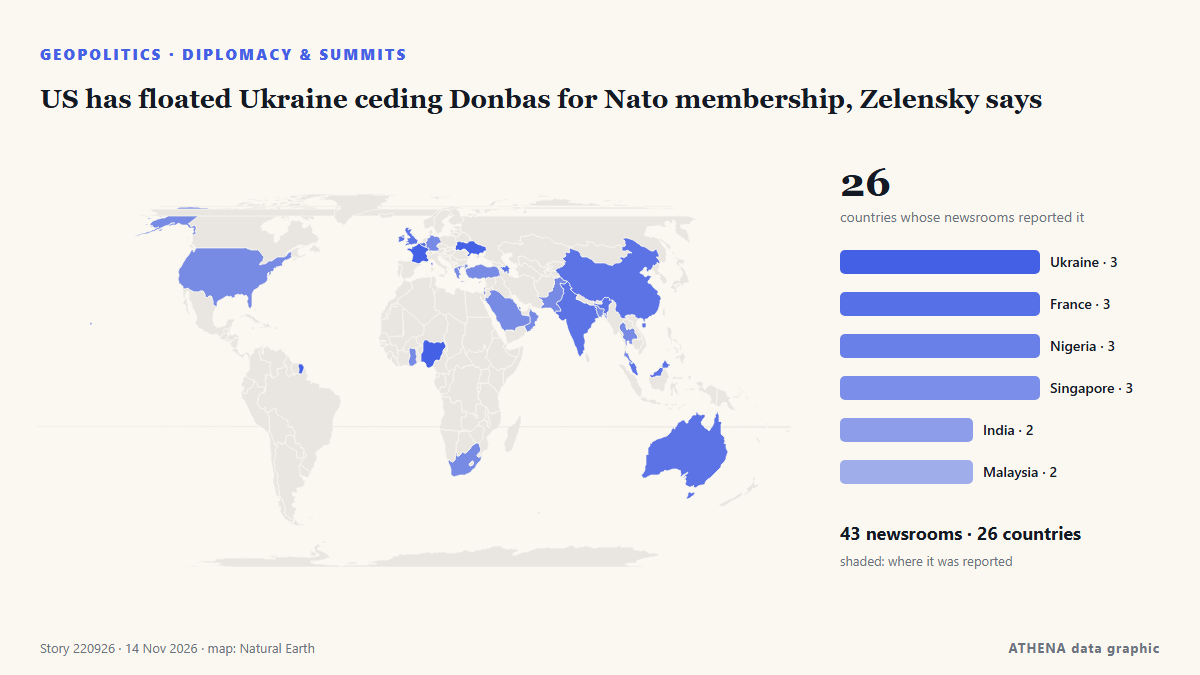 GEOPOLITICS · DIPLOMACY & SUMMITS
US has floated Ukraine ceding Donbas for Nato membership, Zelensky says
26
countries whose newsrooms reported it
Ukraine · 3
France · 3
Nigeria · 3
Singapore · 3
India · 2
Malaysia · 2
43 newsrooms · 26 countries
shaded: where it was reported
Story 220926 · 14 Nov 2026 · map: Natural Earth
ATHENA data graphic